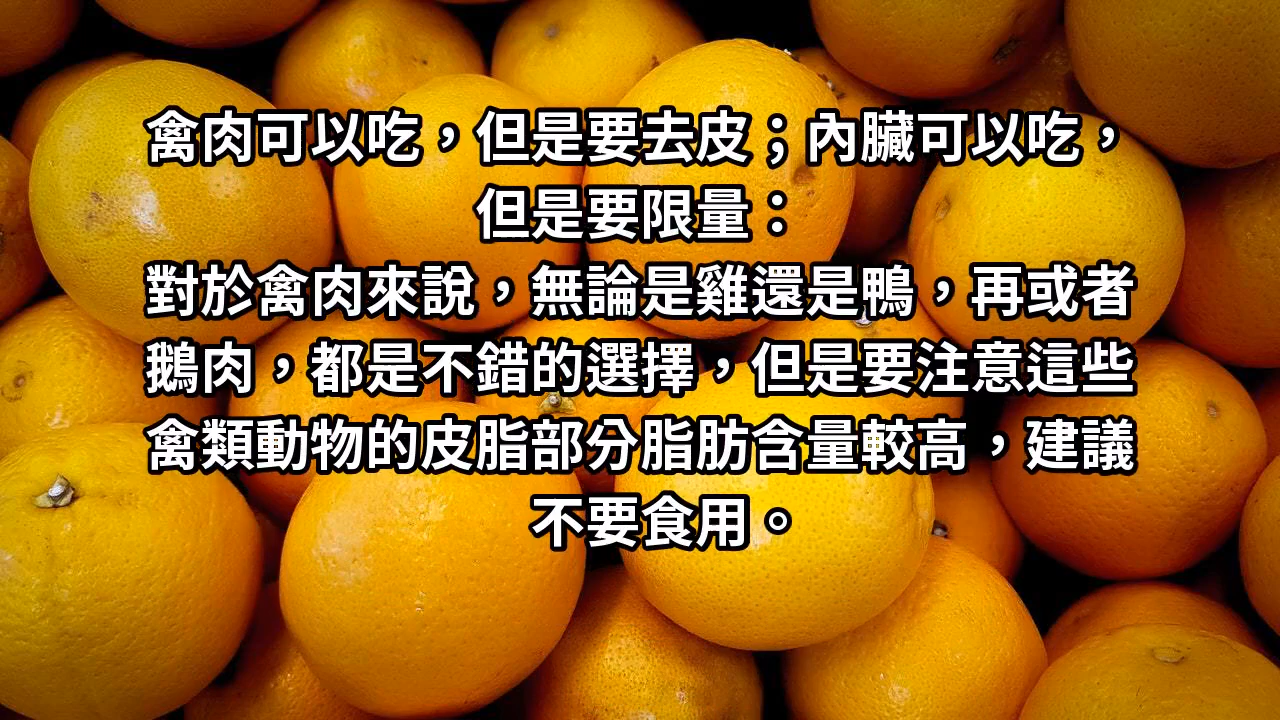 禽肉可以吃，但是要去皮；內臟可以吃，
但是要限量：
對於禽肉來說，無論是雞還是鴨，再或者
鵝肉，都是不錯的選擇，但是要注意這些
禽類動物的皮脂部分脂肪含量較高，建議
不要食用。